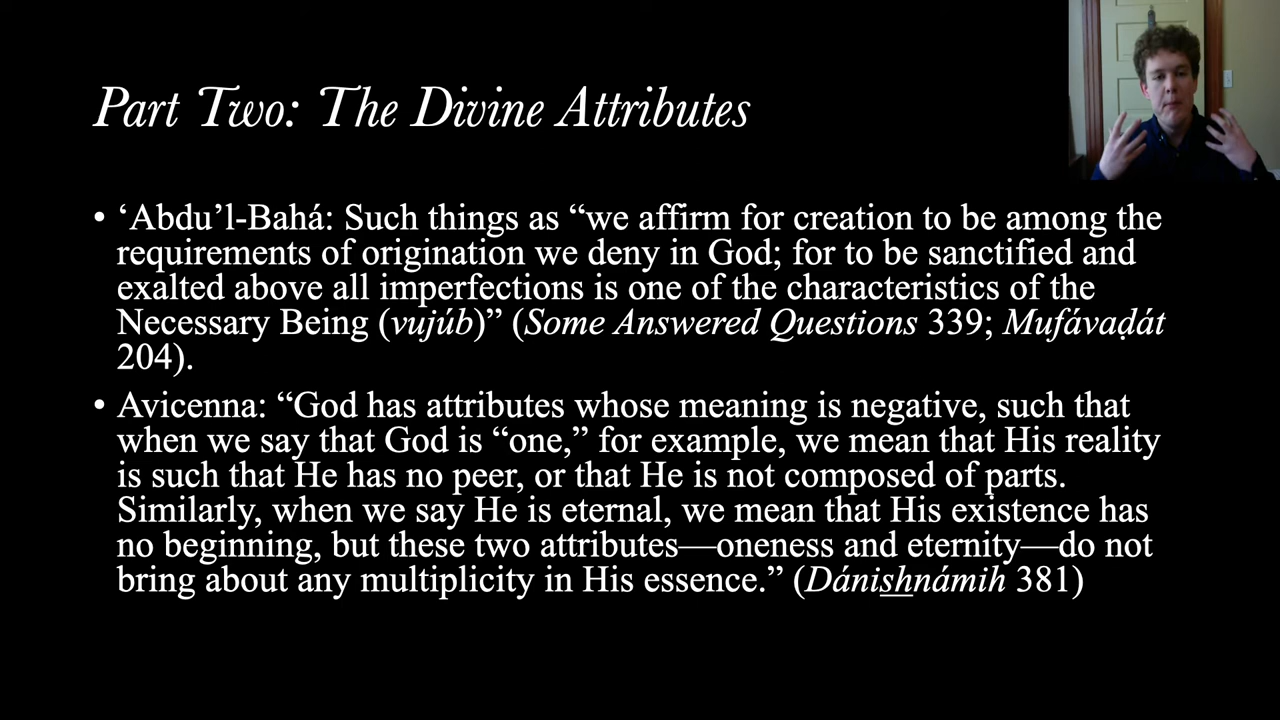 Part Two: The Divine Attributes
• ‘Abdu’l-Bahá: Such things as “we affirm for creation to be among the
requirements of origination we deny in God; for to be sanctified and
exalted above all imperfections is one of the characteristics of the
Necessary Being (vujúb)” (Some Answered Questions 339; Mufávaḍát
204).
• Avicenna: “God has attributes whose meaning is negative, such that
when we say that God is “one,” for example, we mean that His reality
is such that He has no peer, or that He is not composed of parts.
Similarly, when we say He is eternal, we mean that His existence has
no beginning, but these two attributes—oneness and eternity—do not
bring about any multiplicity in His essence.” (Dánishnámih 381)